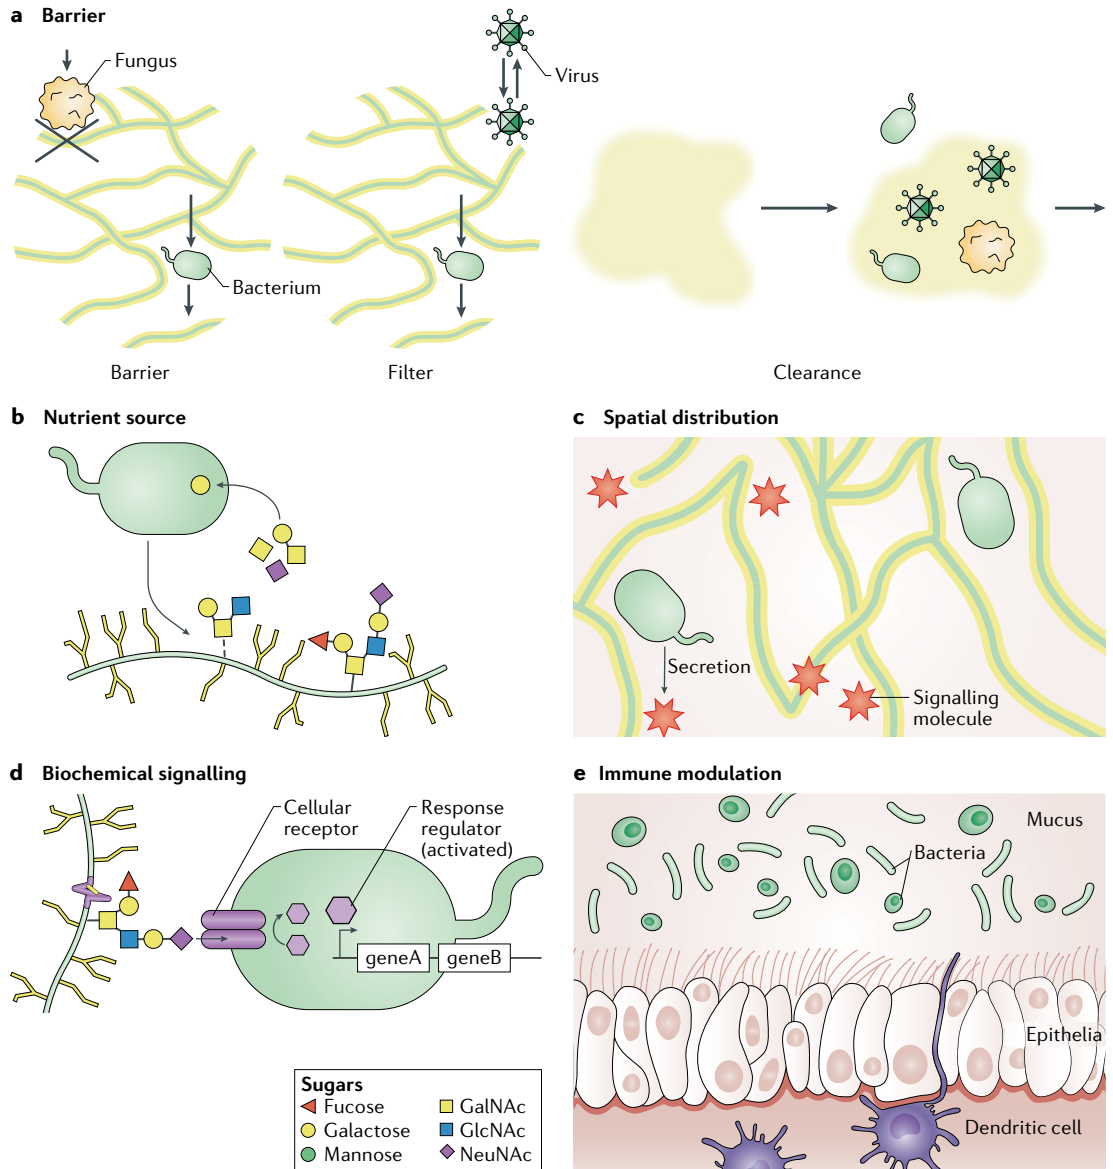 a Barrier
Fungus
Virus
Bacterium
Barrier
Filter
Clearance
b Nutrient source
c Spatial distribution
Secretion
Signalling
molecule
d Biochemical signalling
Cellular
receptor
Response
regulator
(activated)
geneA
geneB
e Immune modulation
Mucus
Bacteria
Epithelia
Dendritic cell
Sugars
Fucose
Galactose
Mannose
GalNAc
GlcNAc
NeuNAc